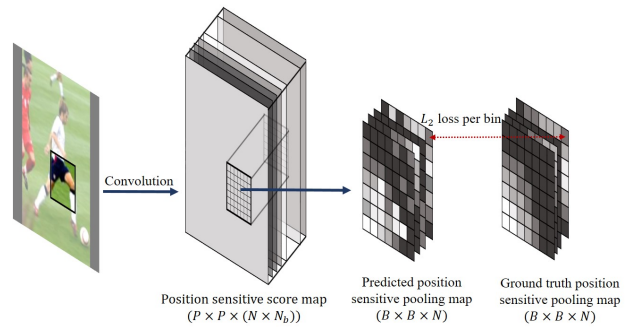 L₂ loss per bin
Convolution
Position sensitive score map
(P × P × (N × N_b))
Predicted position
sensitive pooling map
(B × B × N)
Ground truth position
sensitive pooling map
(B × B × N)